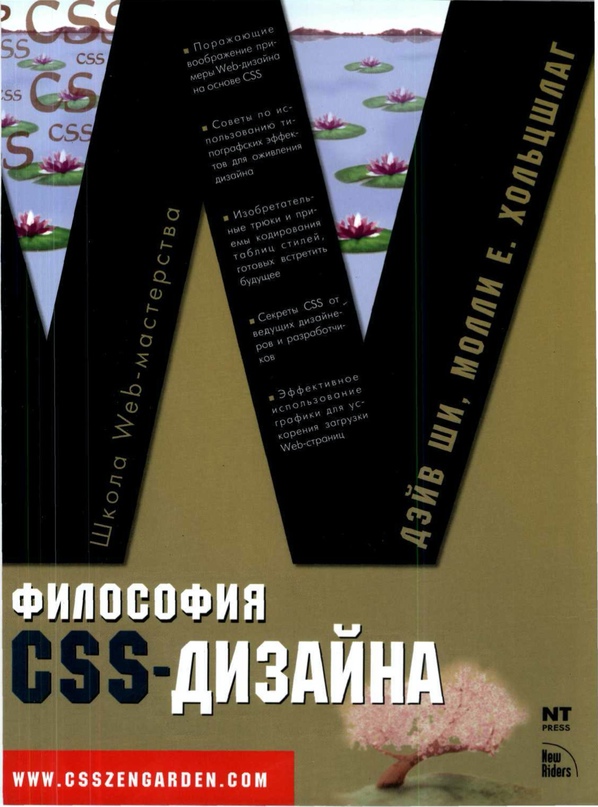 CSS
CSS
CSS
CSS
CSS
CSS
CSS
▪ Поражающие
воображение при-
меры Web-дизайна
на основе CSS
▪ Советы по ис-
пользованию ти-
пографских эффек-
тов для оживления
дизайна
▪ Изобретатель-
ные трюки и при-
емы кодирования
таблиц стилей,
готовых встретить
будущее
▪ Секреты CSS от
ведущих дизайне-
ров и разработчи-
ков
▪ Эффективное
использование
графики для ус-
корения загрузки
Web-страниц
Школа Web-мастерства
ДЭЙВ ШИ, МОЛЛИ Е. ХОЛЬЦШЛАГ
ФИЛОСОФИЯ
CSS-ДИЗАЙНА
NT
PRESS
New
Riders
WWW.CSSZENGARDEN.COM